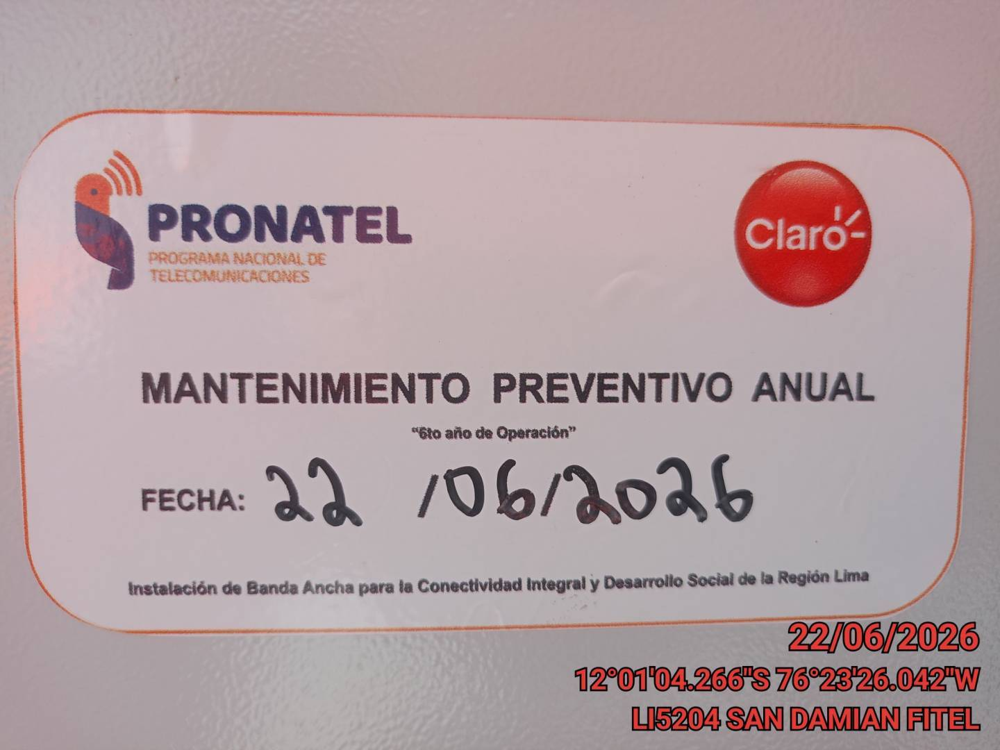 PRONATEL
PROGRAMA NACIONAL DE
TELECOMUNICACIONES
Claro
MANTENIMIENTO PREVENTIVO ANUAL
"6to año de Operación"
FECHA: 22 /06/2026
Instalación de Banda Ancha para la Conectividad Integral y Desarrollo Social de la Región Lima
22/06/2026
12°01'04.266"S 76°23'26.042"W
LI5204 SAN DAMIAN FITEL